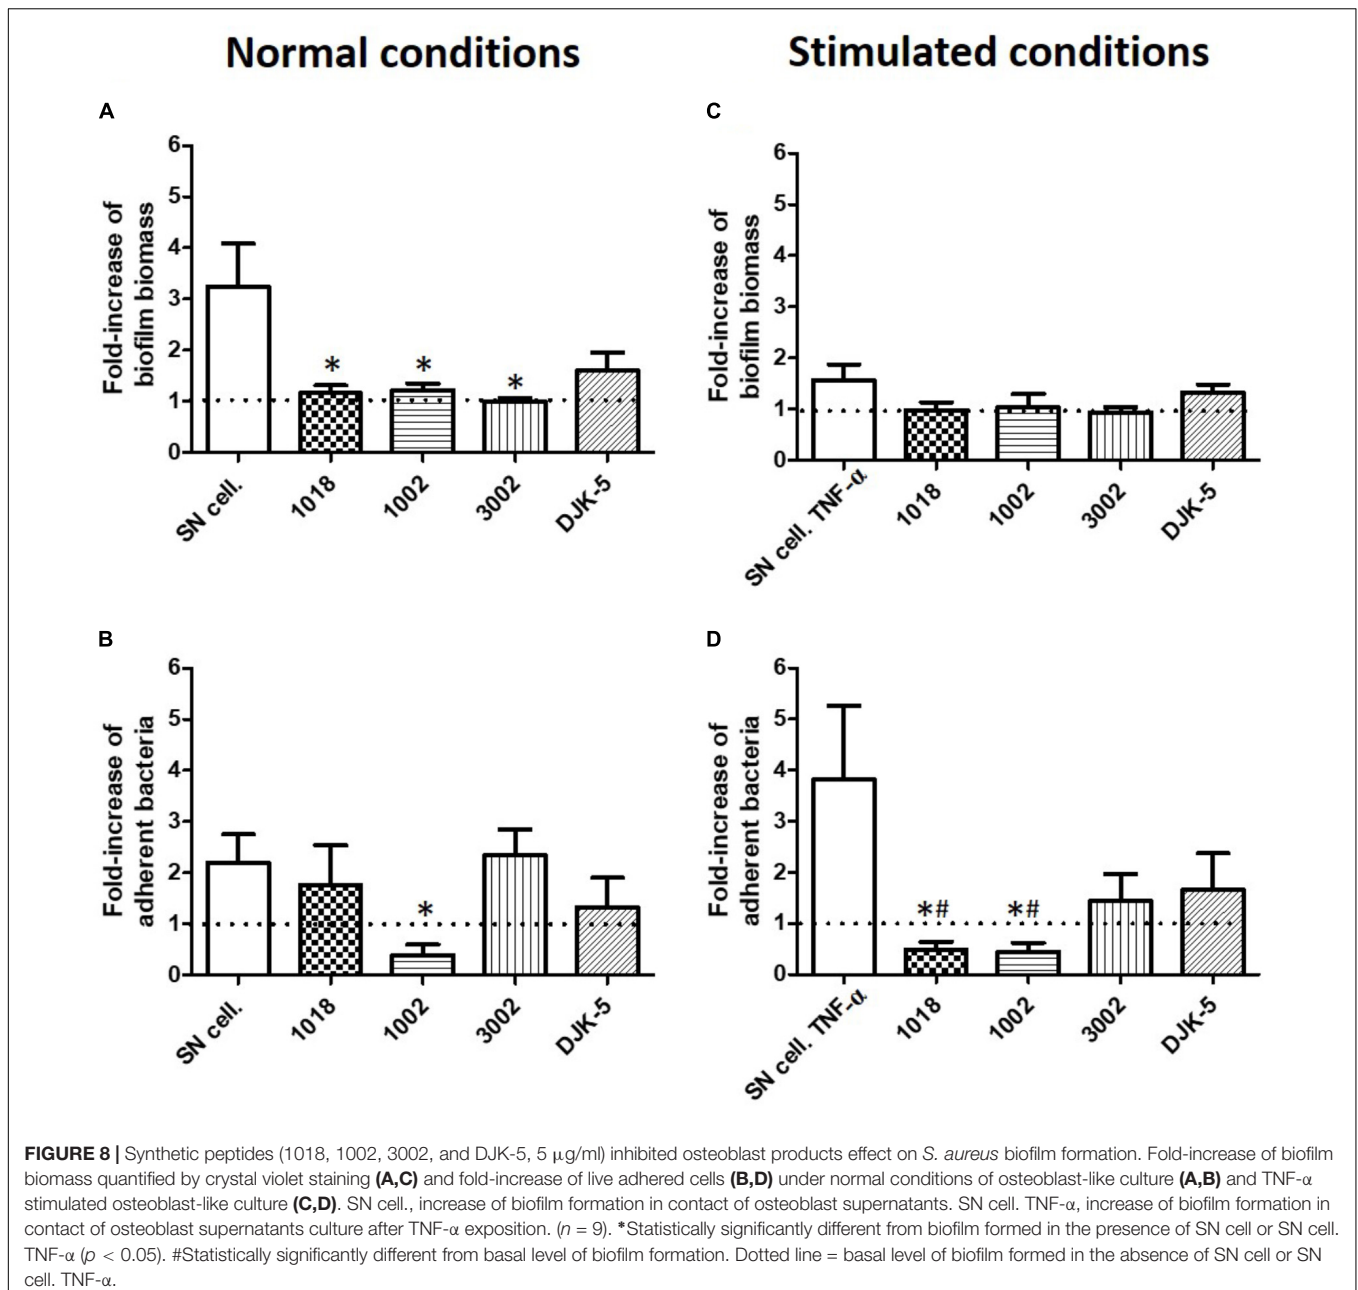 Normal conditions
Stimulated conditions
A
Fold-increase of
biofilm biomass
6
5
4
3
2
1
0
*
*
*
SN cell.
1018
1002
3002
DJK-5
C
Fold-increase of
biofilm biomass
6
5
4
3
2
1
0
SN cell. TNF-α
1018
1002
3002
DJK-5
B
Fold-increase of
adherent bacteria
6
5
4
3
2
1
0
*
SN cell.
1018
1002
3002
DJK-5
D
Fold-increase of
adherent bacteria
6
5
4
3
2
1
0
*#
*#
SN cell. TNF-α
1018
1002
3002
DJK-5
FIGURE 8 | Synthetic peptides (1018, 1002, 3002, and DJK-5, 5 μg/ml) inhibited osteoblast products effect on S. aureus biofilm formation. Fold-increase of biofilm
biomass quantified by crystal violet staining (A,C) and fold-increase of live adhered cells (B,D) under normal conditions of osteoblast-like culture (A,B) and TNF-α
stimulated osteoblast-like culture (C,D). SN cell., increase of biofilm formation in contact of osteoblast supernatants. SN cell. TNF-α, increase of biofilm formation in
contact of osteoblast supernatants culture after TNF-α exposition. (n = 9). *Statistically significantly different from biofilm formed in the presence of SN cell or SN cell.
TNF-α (p < 0.05). #Statistically significantly different from basal level of biofilm formation. Dotted line = basal level of biofilm formed in the absence of SN cell or SN
cell. TNF-α.